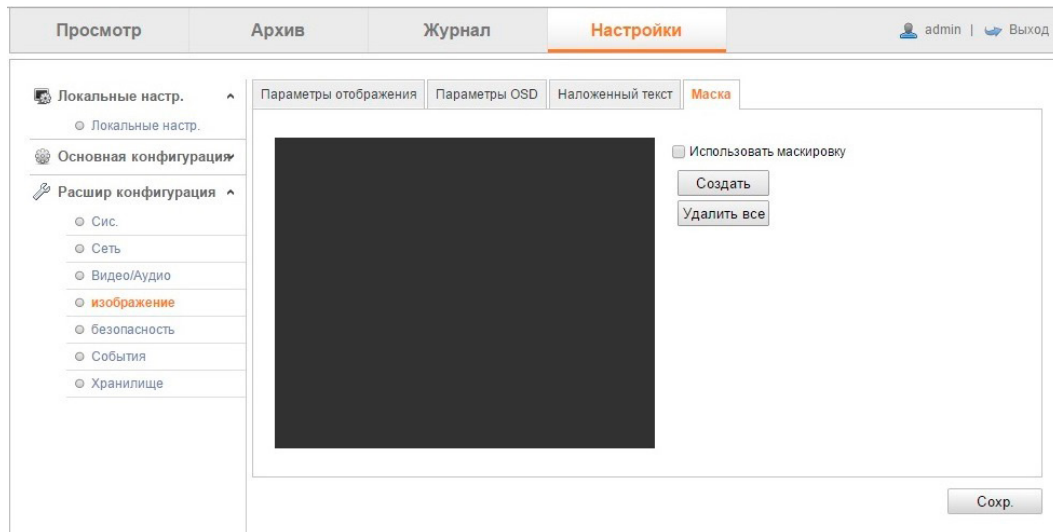 Просмотр Архив Журнал Настройки admin | Выход
Локальные настр.
Локальные настр.
Основная конфигурация
Расшир конфигурация
Сис.
Сеть
Видео/Аудио
изображение
безопасность
События
Хранилище
Параметры отображения Параметры OSD Наложенный текст Маска
Использовать маскировку
Создать
Удалить все
Сохр.